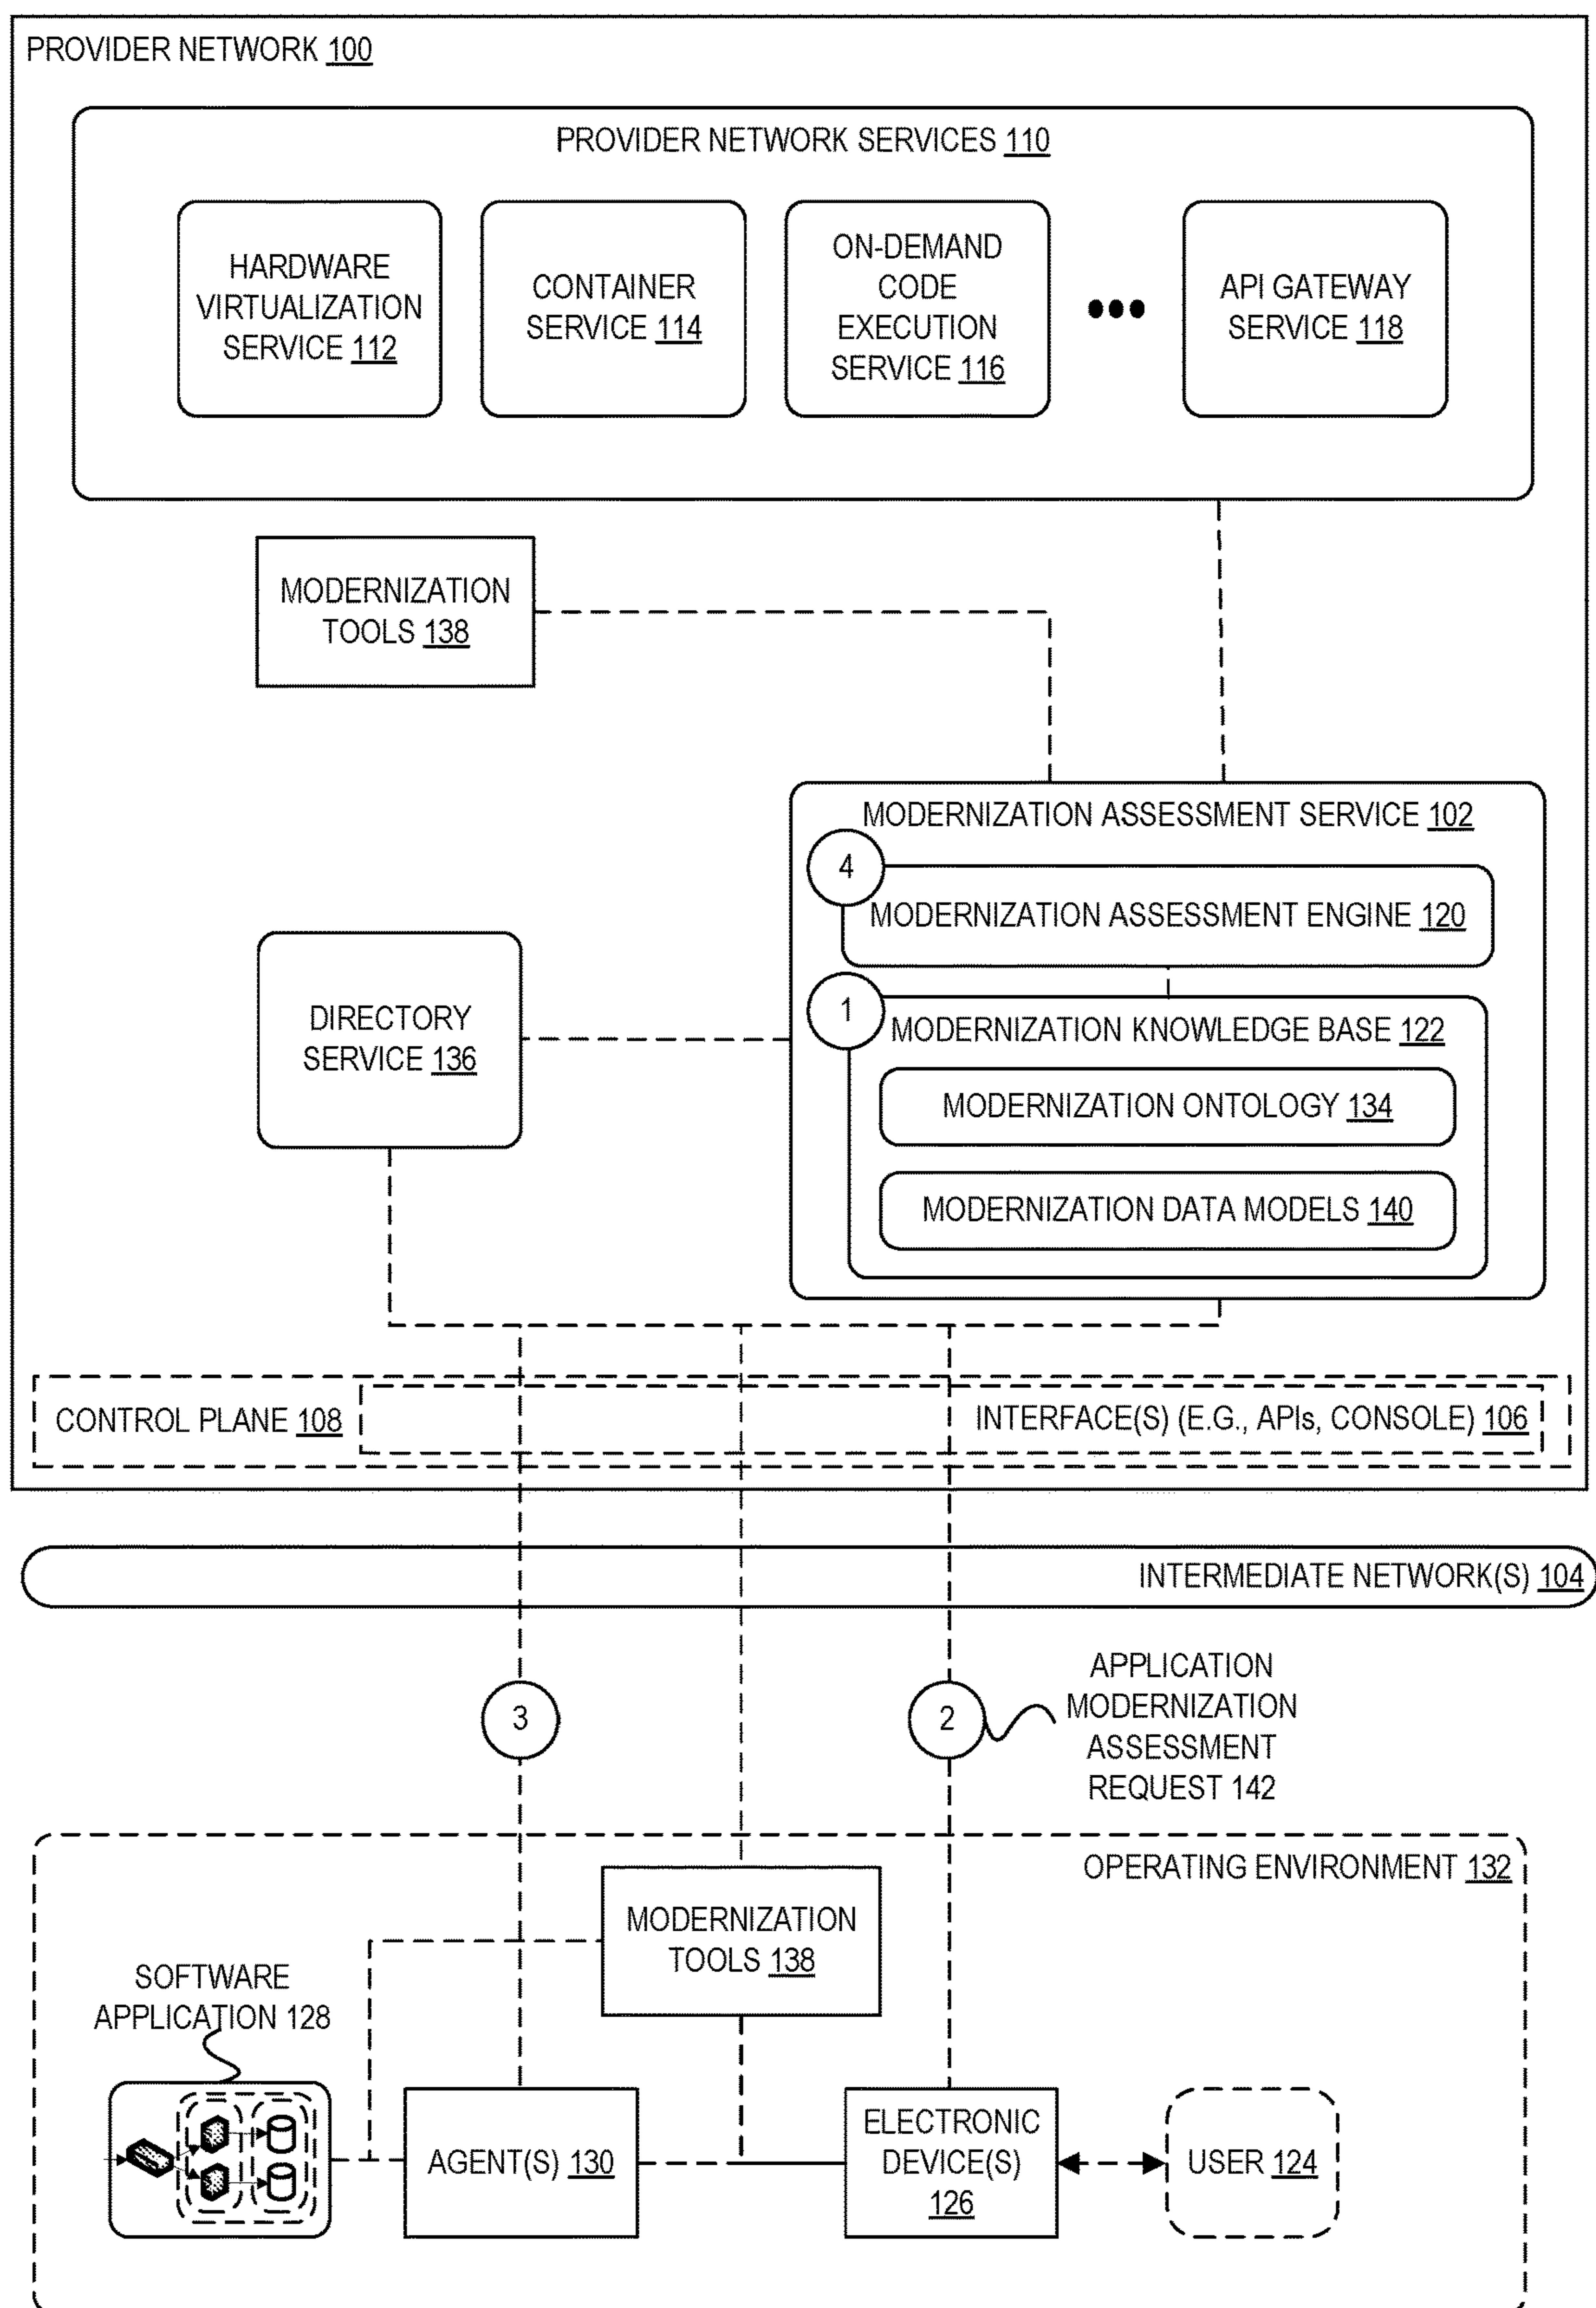 PROVIDER NETWORK 100
PROVIDER NETWORK SERVICES 110
HARDWARE
VIRTUALIZATION
SERVICE 112
CONTAINER
SERVICE 114
ON-DEMAND
CODE
EXECUTION
SERVICE 116
API GATEWAY
SERVICE 118
MODERNIZATION
TOOLS 138
MODERNIZATION ASSESSMENT SERVICE 102
4
MODERNIZATION ASSESSMENT ENGINE 120
1
MODERNIZATION KNOWLEDGE BASE 122
MODERNIZATION ONTOLOGY 134
MODERNIZATION DATA MODELS 140
DIRECTORY
SERVICE 136
CONTROL PLANE 108
INTERFACE(S) (E.G., APIs, CONSOLE) 106
INTERMEDIATE NETWORK(S) 104
3
2
APPLICATION
MODERNIZATION
ASSESSMENT
REQUEST 142
OPERATING ENVIRONMENT 132
MODERNIZATION
TOOLS 138
SOFTWARE
APPLICATION 128
AGENT(S) 130
ELECTRONIC
DEVICE(S)
126
USER 124